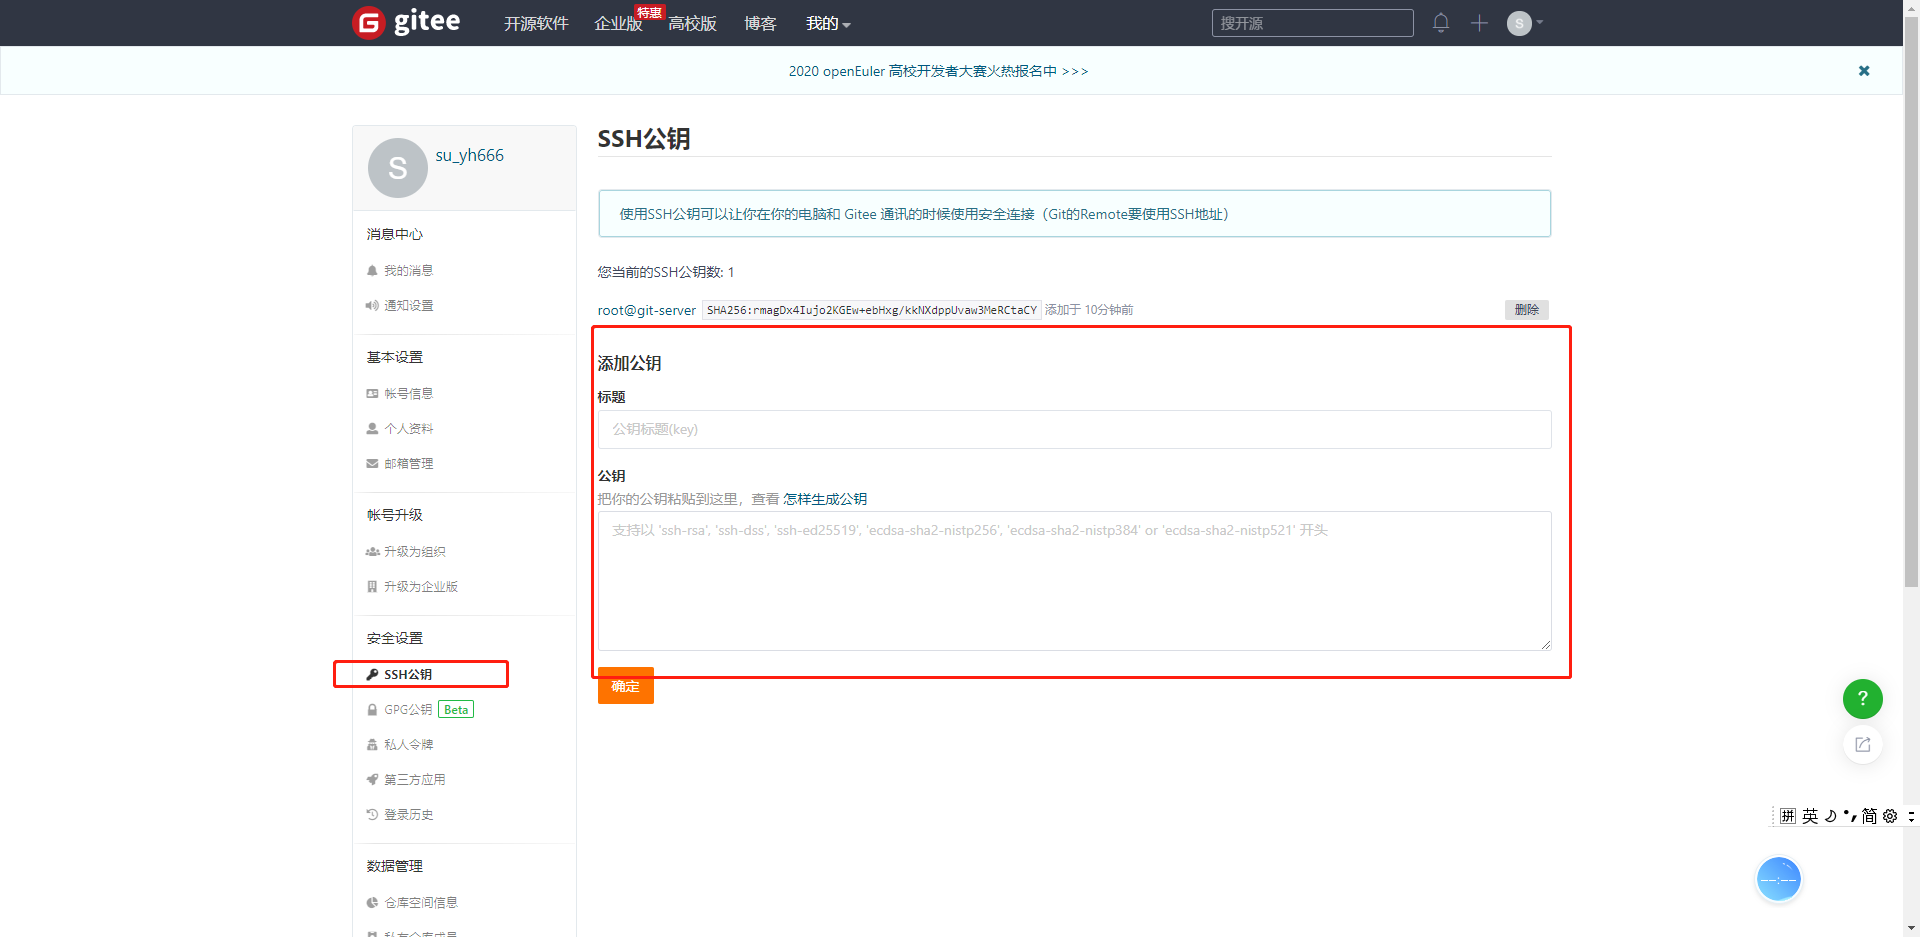 gitee 开源软件 企业版 特惠 高校版 博客 我的 搜开源 S
2020 openEuler 高校开发者大赛火热报名中 >>>
S su_yh666
消息中心
我的消息
通知设置
基本设置
帐号信息
个人资料
邮箱管理
帐号升级
升级为组织
升级为企业版
安全设置
SSH公钥
GPG公钥 Beta
私人令牌
第三方应用
登录历史
数据管理
仓库空间信息
SSH公钥
使用SSH公钥可以让你在你的电脑和 Gitee 通讯的时候使用安全连接（Git的Remote要使用SSH地址）
您当前的SSH公钥数: 1
root@git-server SHA256:rmagDx4Iujo2KGEw+ebHxg/kkNXdppUvaw3MeRCtaCY 添加于 10分钟前 删除
添加公钥
标题
公钥标题(key)
公钥
把你的公钥粘贴到这里，查看 怎样生成公钥
支持以 'ssh-rsa', 'ssh-dss', 'ssh-ed25519', 'ecdsa-sha2-nistp256', 'ecdsa-sha2-nistp384' or 'ecdsa-sha2-nistp521' 开头
确定
?
拼 英 简
--:--